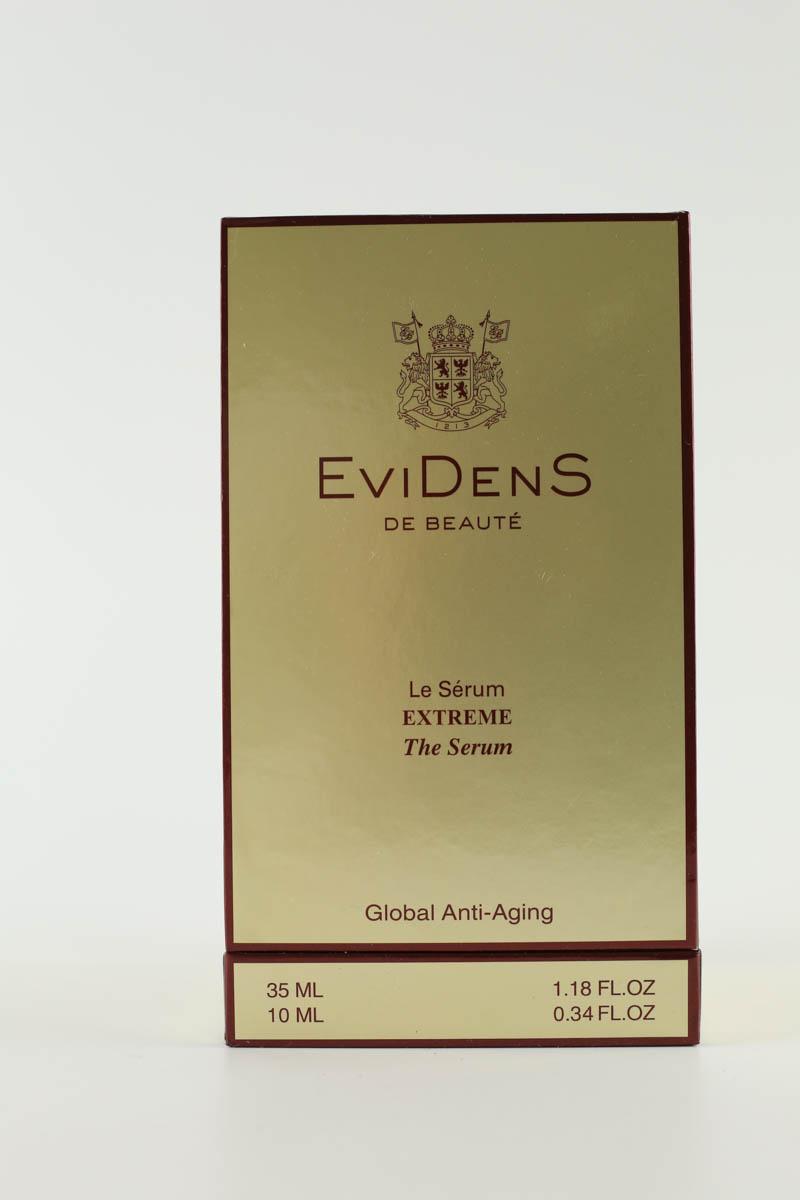 1213
EVIDENS
DE BEAUTÉ
Le Sérum
EXTREME
The Serum
Global Anti-Aging
35 ML 1.18 FL.OZ
10 ML 0.34 FL.OZ